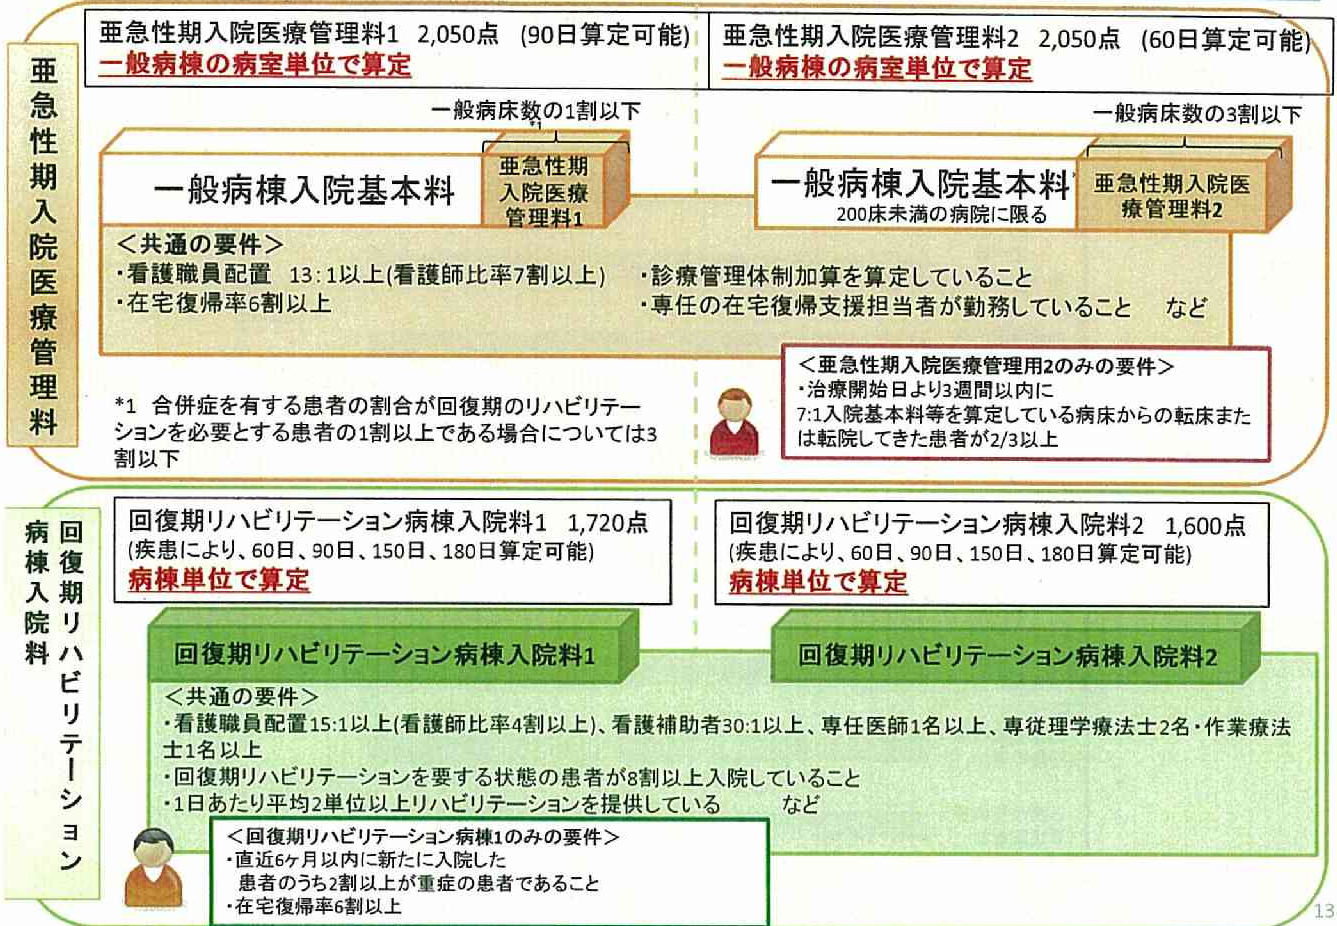 亜急性期入院医療管理料
亜急性期入院医療管理料1 2,050点 (90日算定可能)
一般病棟の病室単位で算定
亜急性期入院医療管理料2 2,050点 (60日算定可能)
一般病棟の病室単位で算定
一般病床数の1割以下
*1
一般病棟入院基本料
亜急性期
入院医療
管理料1
一般病床数の3割以下
一般病棟入院基本料
200床未満の病院に限る
亜急性期入院医
療管理料2
<共通の要件>
・看護職員配置 13:1以上(看護師比率7割以上)
・在宅復帰率6割以上
・診療管理体制加算を算定していること
・専任の在宅復帰支援担当者が勤務していること など
<亜急性期入院医療管理用2のみの要件>
・治療開始日より3週間以内に
7:1入院基本料等を算定している病床からの転床また
は転院してきた患者が2/3以上
*1 合併症を有する患者の割合が回復期のリハビリテー
ションを必要とする患者の1割以上である場合については3
割以下
回復期リハビリテーション
病棟入院料
回復期リハビリテーション病棟入院料1 1,720点
(疾患により、60日、90日、150日、180日算定可能)
病棟単位で算定
回復期リハビリテーション病棟入院料2 1,600点
(疾患により、60日、90日、150日、180日算定可能)
病棟単位で算定
回復期リハビリテーション病棟入院料1
回復期リハビリテーション病棟入院料2
<共通の要件>
・看護職員配置15:1以上(看護師比率4割以上)、看護補助者30:1以上、専任医師1名以上、専従理学療法士2名・作業療法
士1名以上
・回復期リハビリテーションを要する状態の患者が8割以上入院していること
・1日あたり平均2単位以上リハビリテーションを提供している など
<回復期リハビリテーション病棟1のみの要件>
・直近6ヶ月以内に新たに入院した
患者のうち2割以上が重症の患者であること
・在宅復帰率6割以上
13